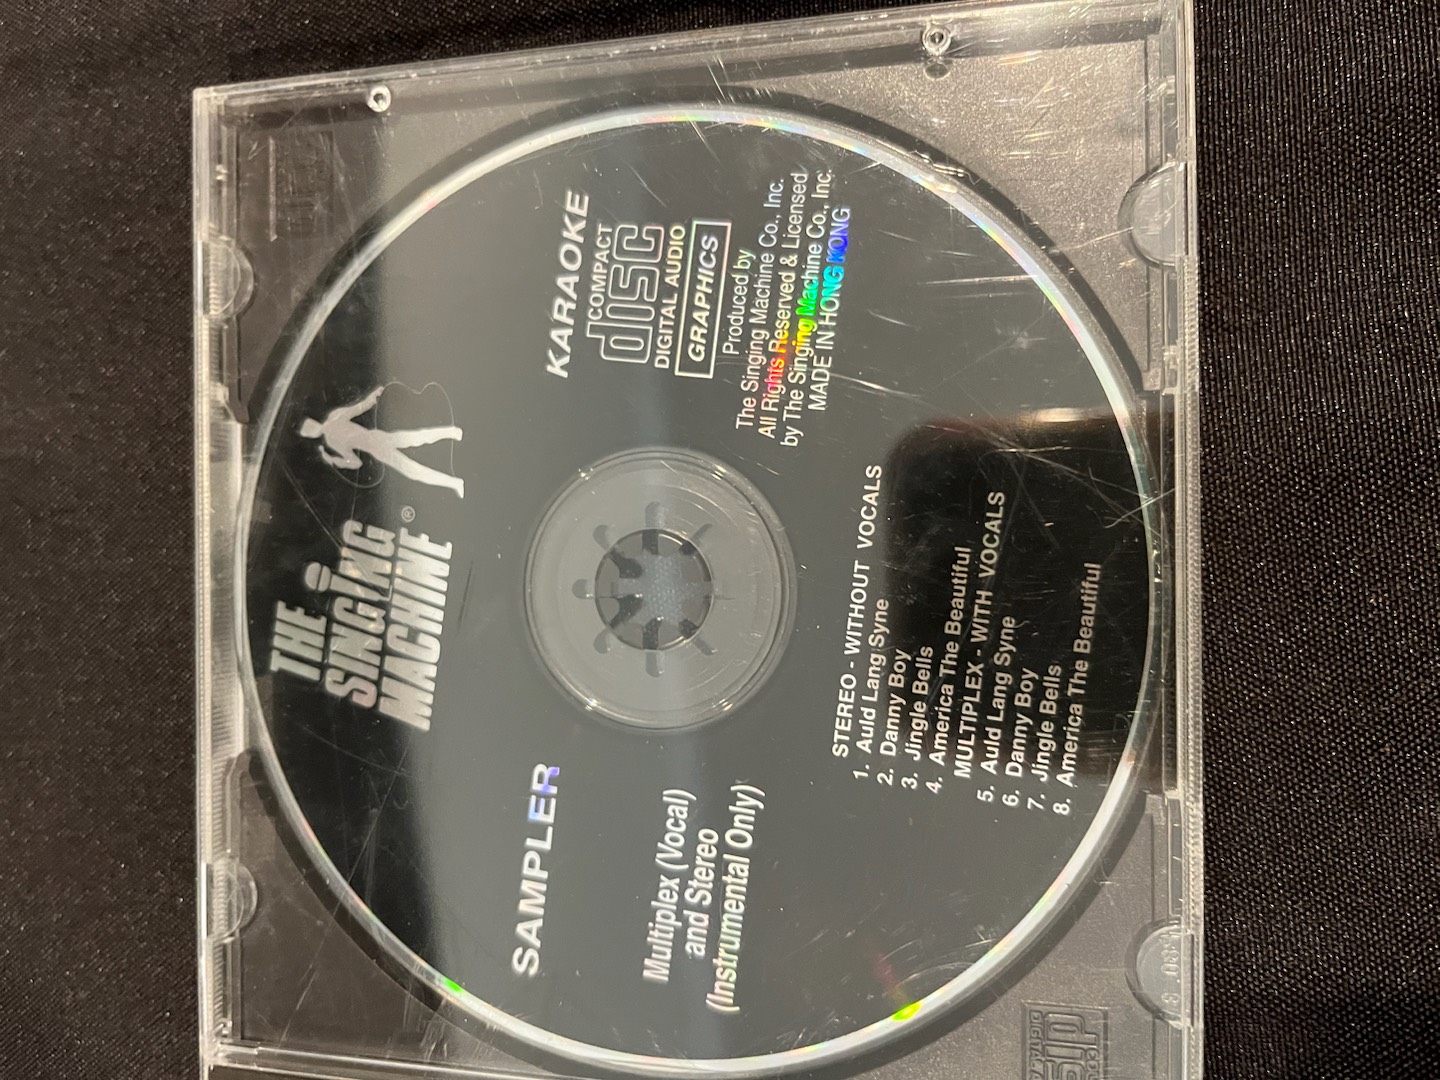 THE
SINGING
MACHINE®
SAMPLER
KARAOKE
COMPACT
disc
DIGITAL AUDIO
GRAPHICS
Multiplex (Vocal)
and Stereo
(Instrumental Only)
Produced by
The Singing Machine Co., Inc.
All Rights Reserved & Licensed
by The Singing Machine Co., Inc.
MADE IN HONG KONG
STEREO - WITHOUT VOCALS
1. Auld Lang Syne
2. Danny Boy
3. Jingle Bells
4. America The Beautiful
MULTIPLEX - WITH VOCALS
5. Auld Lang Syne
6. Danny Boy
7. Jingle Bells
8. America The Beautiful